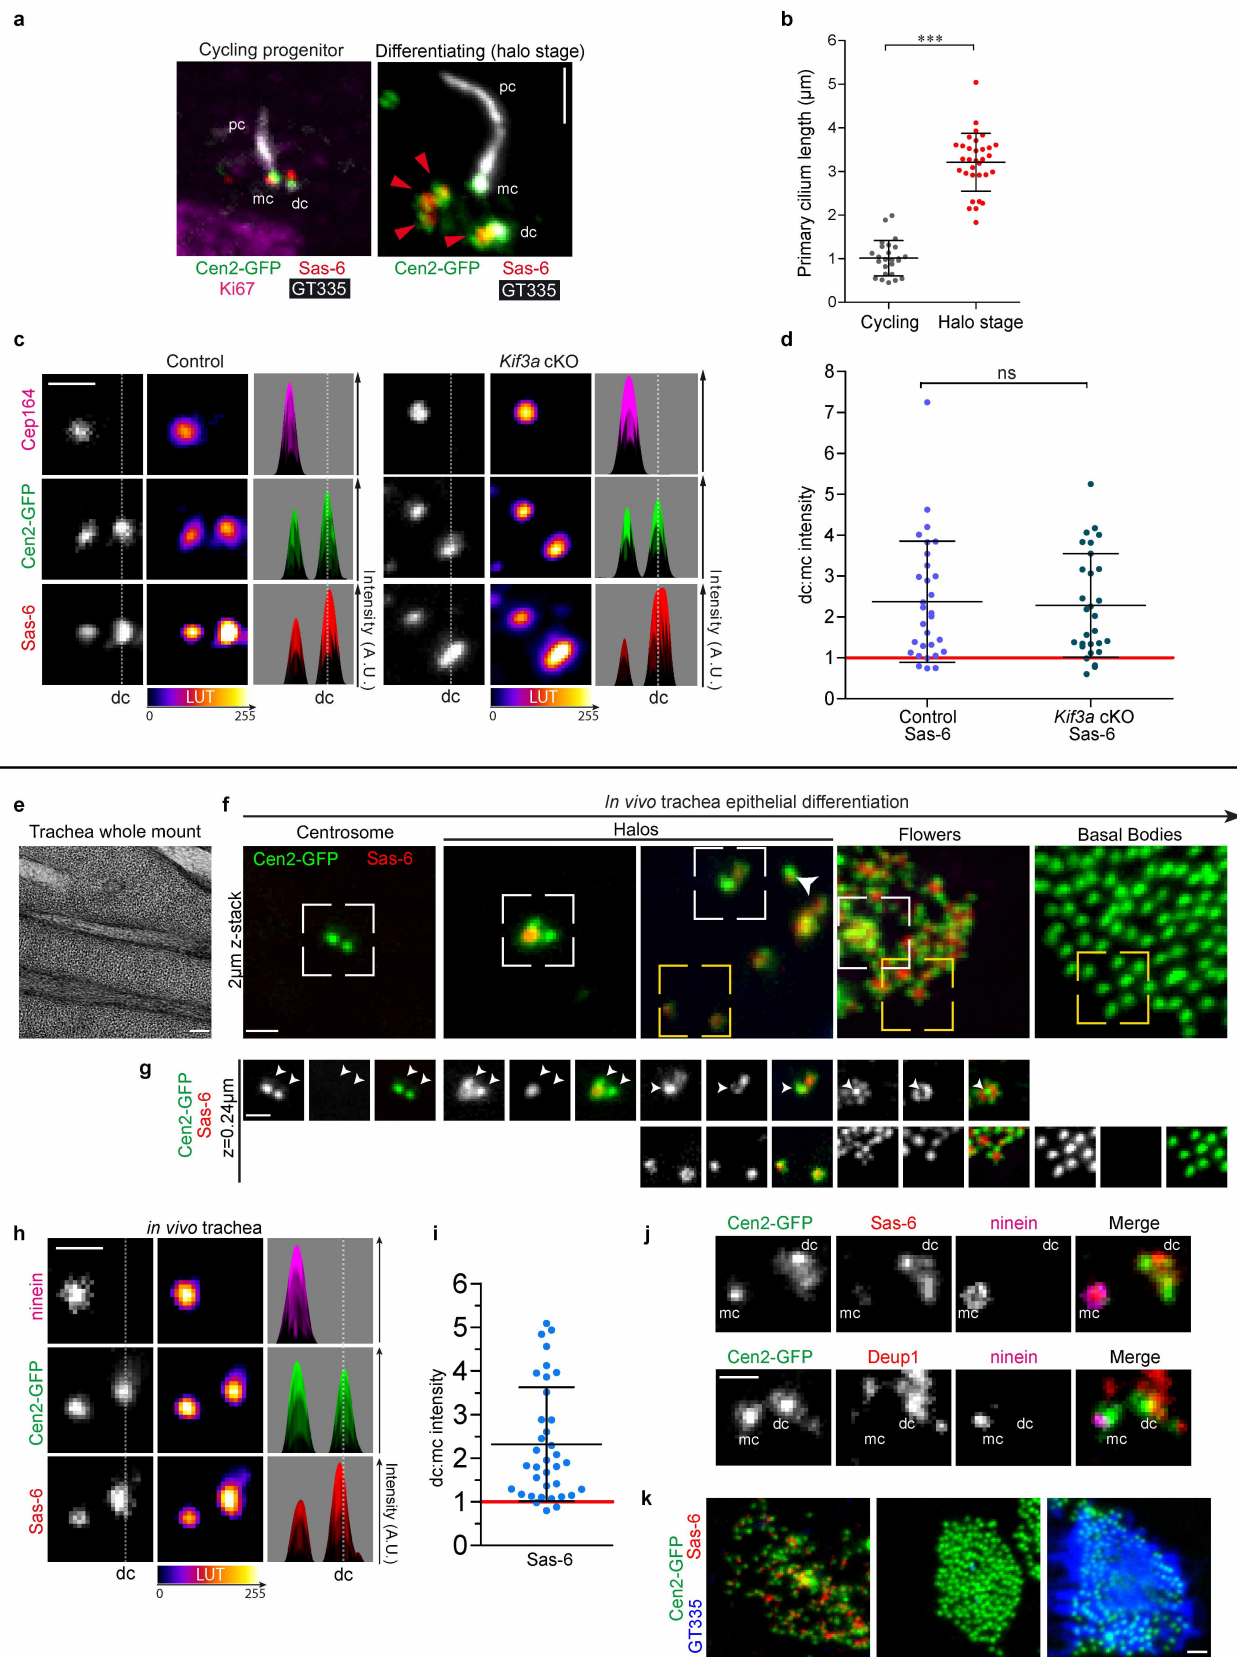 a
Cycling progenitor
Differentiating (halo stage)
pc
mc
dc
pc
mc
dc
Cen2-GFP Sas-6
Ki67 GT335
Cen2-GFP Sas-6
GT335
b
Primary cilium length (µm)
6
5
4
3
2
1
0
***
Cycling
Halo stage
c
Control
Kif3a cKO
Cep164
Cen2-GFP
Sas-6
Intensity (A.U.)
Intensity (A.U.)
dc
LUT
0 255
dc
dc
LUT
0 255
dc
d
dc:mc intensity
8
7
6
5
4
3
2
1
0
ns
Control
Sas-6
Kif3a cKO
Sas-6
e
Trachea whole mount
f
In vivo trachea epithelial differentiation
Centrosome
Halos
Flowers
Basal Bodies
Cen2-GFP Sas-6
2µm z-stack
g
Cen2-GFP
Sas-6
z=0.24µm
h
in vivo trachea
ninein
Cen2-GFP
Sas-6
Intensity (A.U.)
dc
LUT
0 255
dc
i
dc:mc intensity
6
5
4
3
2
1
0
Sas-6
j
Cen2-GFP Sas-6 ninein Merge
dc dc dc dc
mc mc mc mc
Cen2-GFP Deup1 ninein Merge
dc dc dc dc
mc mc mc mc
k
Cen2-GFP Sas-6
GT335